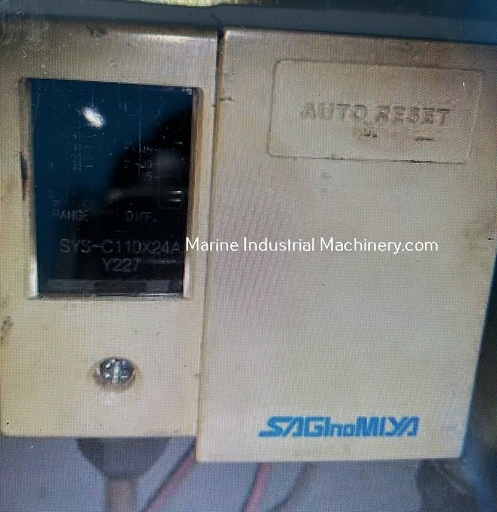 AUTO RESET
RANGE DIFF.
SYS-C110X24A
Y227
Marine Industrial Machinery.com
SAGInoMIYA